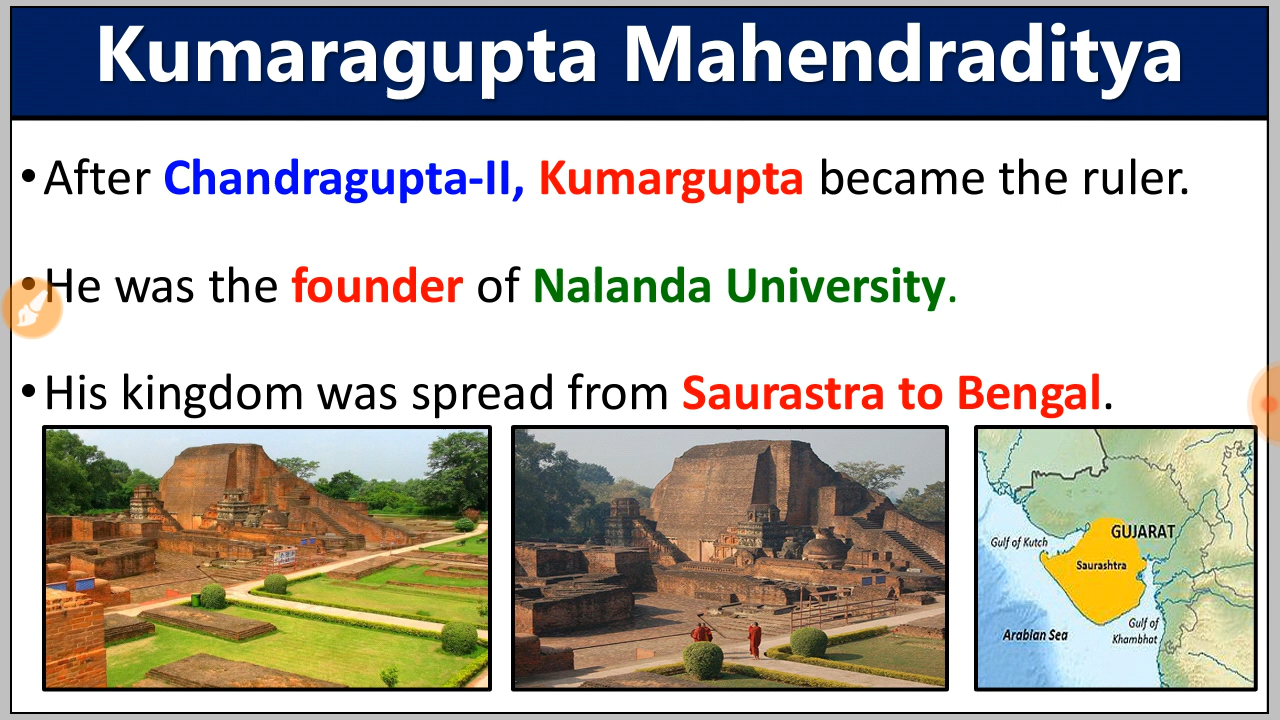 Kumaragupta Mahendraditya
•After Chandragupta-II, Kumargupta became the ruler.
•He was the founder of Nalanda University.
•His kingdom was spread from Saurastra to Bengal.
GUJARAT
Gulf of Kutch
Saurashtra
Arabian Sea
Gulf of
Khambhat